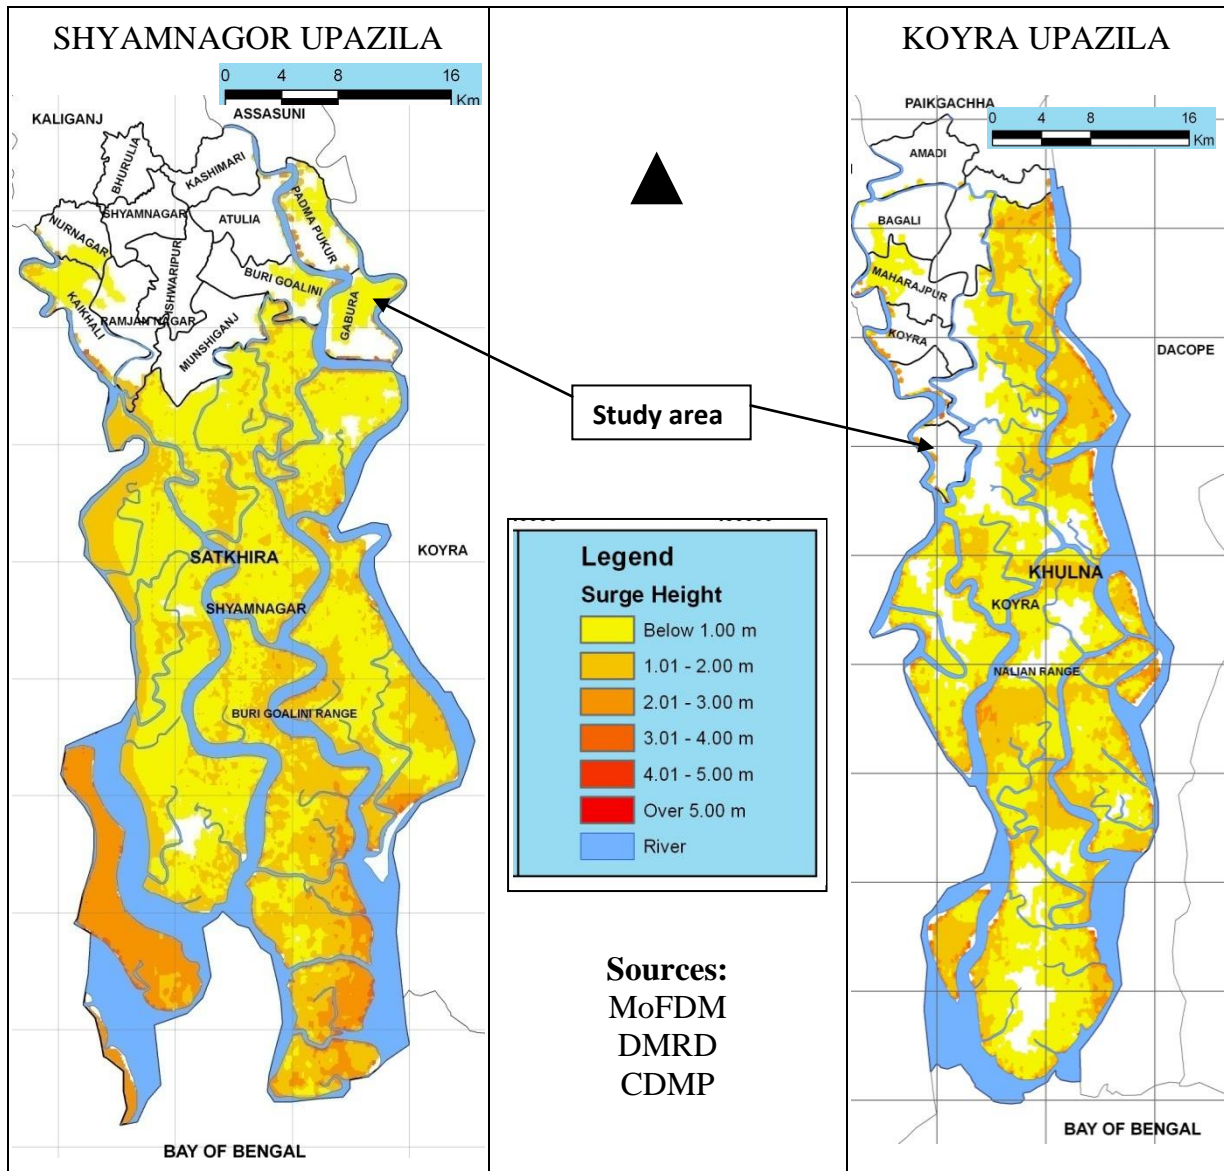 SHYAMNAGOR UPAZILA
0 4 8 16
Km
KALIGANJ
ASSASUNI
BHURULIA
KASHIMARI
PADMA PUKUR
NURNAGAR
SHYAMNAGAR
ATULIA
ISHWARIPUR
BURI GOALINI
GABURA
KAIKHALI
RAMJAN NAGAR
MUNSHIGANJ
SATKHIRA
KOYRA
SHYAMNAGAR
BURI GOALINI RANGE
BAY OF BENGAL
Study area
Legend
Surge Height
Below 1.00 m
1.01 - 2.00 m
2.01 - 3.00 m
3.01 - 4.00 m
4.01 - 5.00 m
Over 5.00 m
River
Sources:
MoFDM
DMRD
CDMP
KOYRA UPAZILA
PAIKGACHHA
0 4 8 16
Km
AMADI
BAGALI
MAHARAJPUR
KOYRA
DACOPE
KHULNA
KOYRA
NALIAN RANGE
BAY OF BENGAL